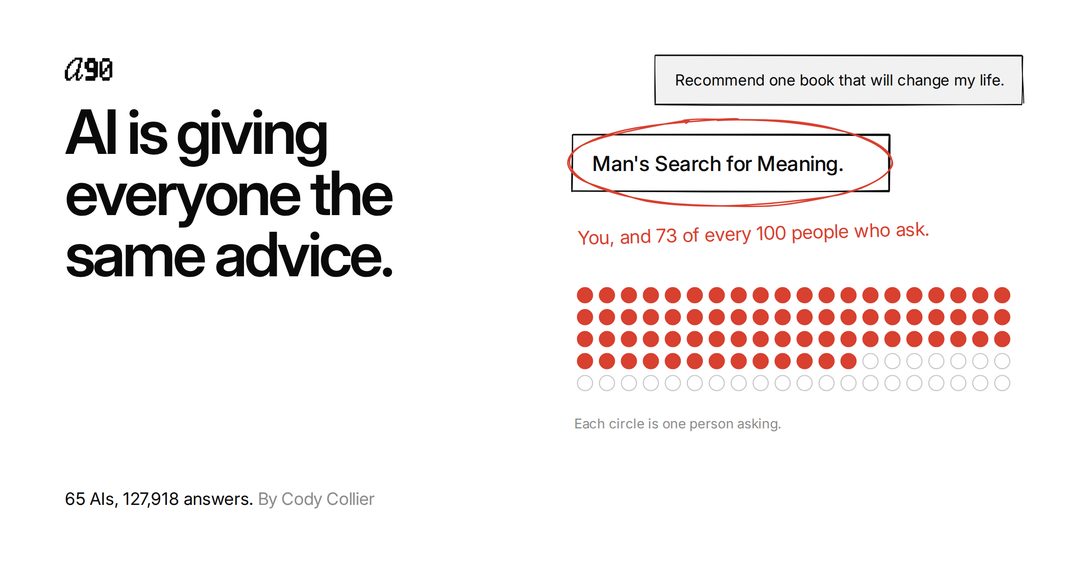 a90
AI is giving
everyone the
same advice.
65 AIs, 127,918 answers. By Cody Collier
Recommend one book that will change my life.
Man's Search for Meaning.
You, and 73 of every 100 people who ask.
Each circle is one person asking.